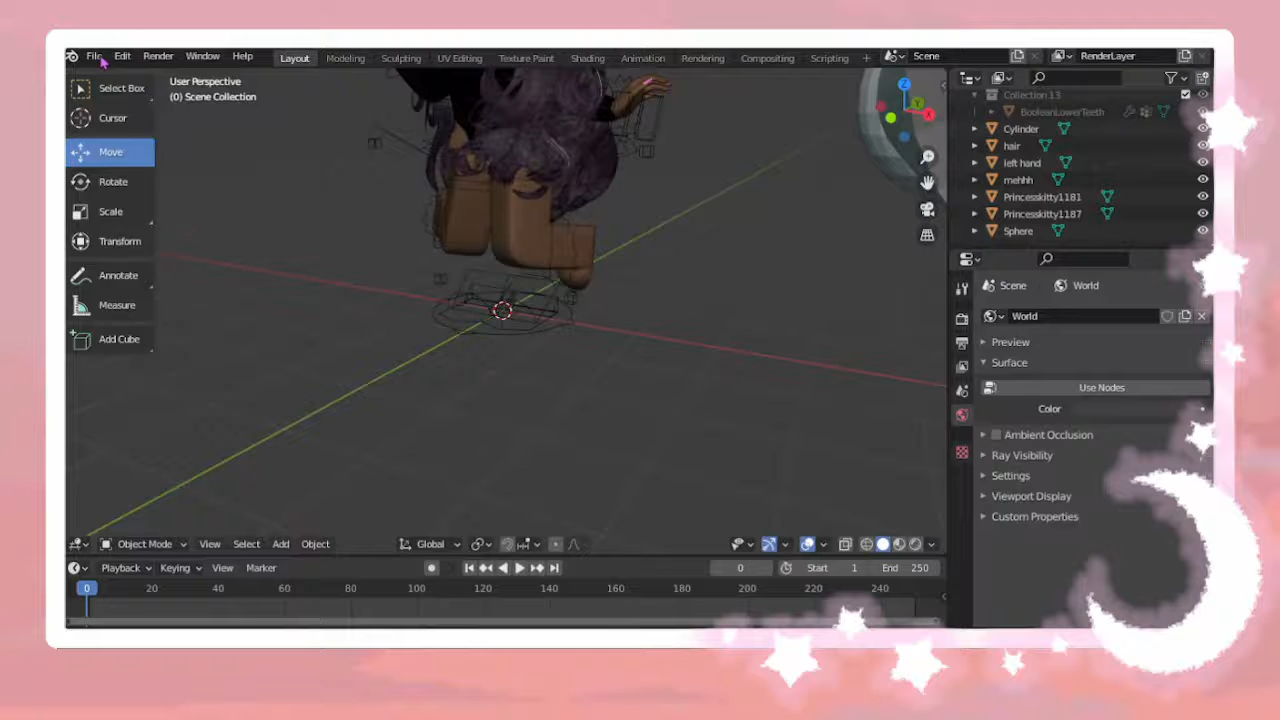 File Edit Render Window Help Layout Modeling Sculpting UV Editing Texture Paint Shading Animation Rendering Compositing Scripting + Scene RenderLayer
Select Box
Cursor
Move
Rotate
Scale
Transform
Annotate
Measure
Add Cube
User Perspective
(0) Scene Collection
Z
Y
X
Collection 13
BooleanLowerTeeth
Cylinder
hair
left hand
mehhh
Princesskitty1181
Princesskitty1187
Sphere
Scene World
World
Preview
Surface
Use Nodes
Color
Ambient Occlusion
Ray Visibility
Settings
Viewport Display
Custom Properties
Object Mode View Select Add Object Global
Playback Keying View Marker 0 Start 1 End 250
0 20 40 60 80 100 120 140 160 180 200 220 240